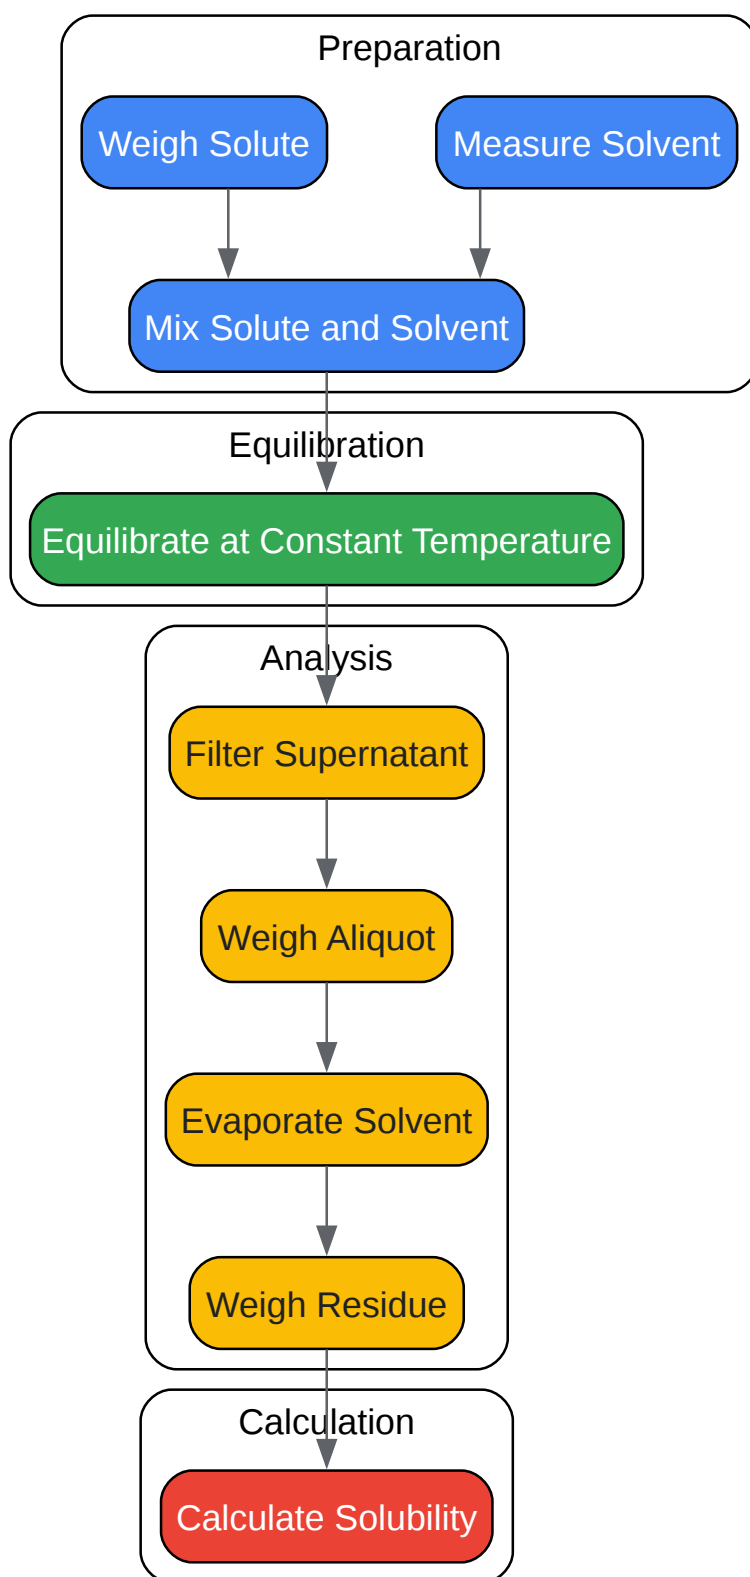 Preparation
Weigh Solute
Measure Solvent
Mix Solute and Solvent
Equilibration
Equilibrate at Constant Temperature
Analysis
Filter Supernatant
Weigh Aliquot
Evaporate Solvent
Weigh Residue
Calculation
Calculate Solubility